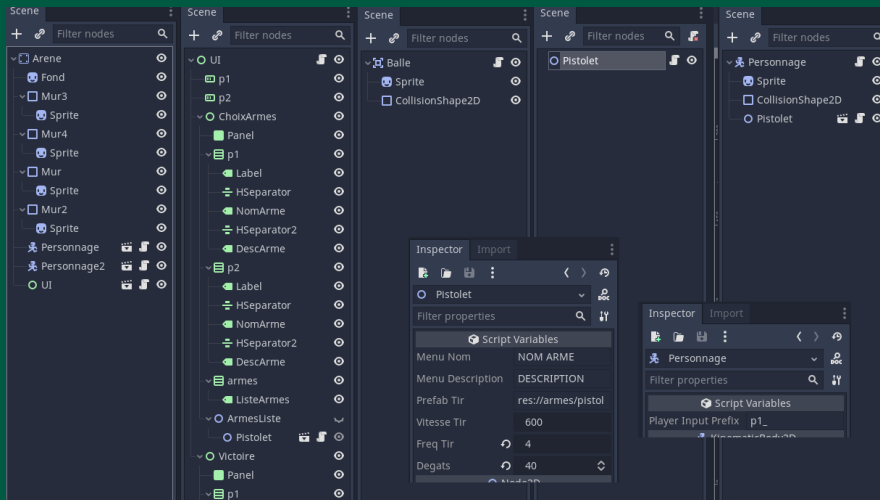 Scene
Filter nodes
Arene
Fond
Mur3
Sprite
Mur4
Sprite
Mur
Sprite
Mur2
Sprite
Personnage
Personnage2
UI
Scene
Filter nodes
UI
p1
p2
ChoixArmes
Panel
p1
Label
HSeparator
NomArme
HSeparator2
DescArme
p2
Label
HSeparator
NomArme
HSeparator2
DescArme
armes
ListeArmes
ArmesListe
Pistolet
Victoire
Panel
p1
Scene
Filter nodes
Balle
Sprite
CollisionShape2D
Scene
Filter nodes
Pistolet
Scene
Filter nodes
Personnage
Sprite
CollisionShape2D
Pistolet
Inspector Import
Pistolet
DOC
Filter properties
Script Variables
Menu Nom NOM ARME
Menu Description DESCRIPTION
Prefab Tir res://armes/pistol
Vitesse Tir 600
Freq Tir 4
Degats 40
Node2D
Inspector Import
Personnage
DOC
Filter properties
Script Variables
Player Input Prefix p1_
KinematicBody2D